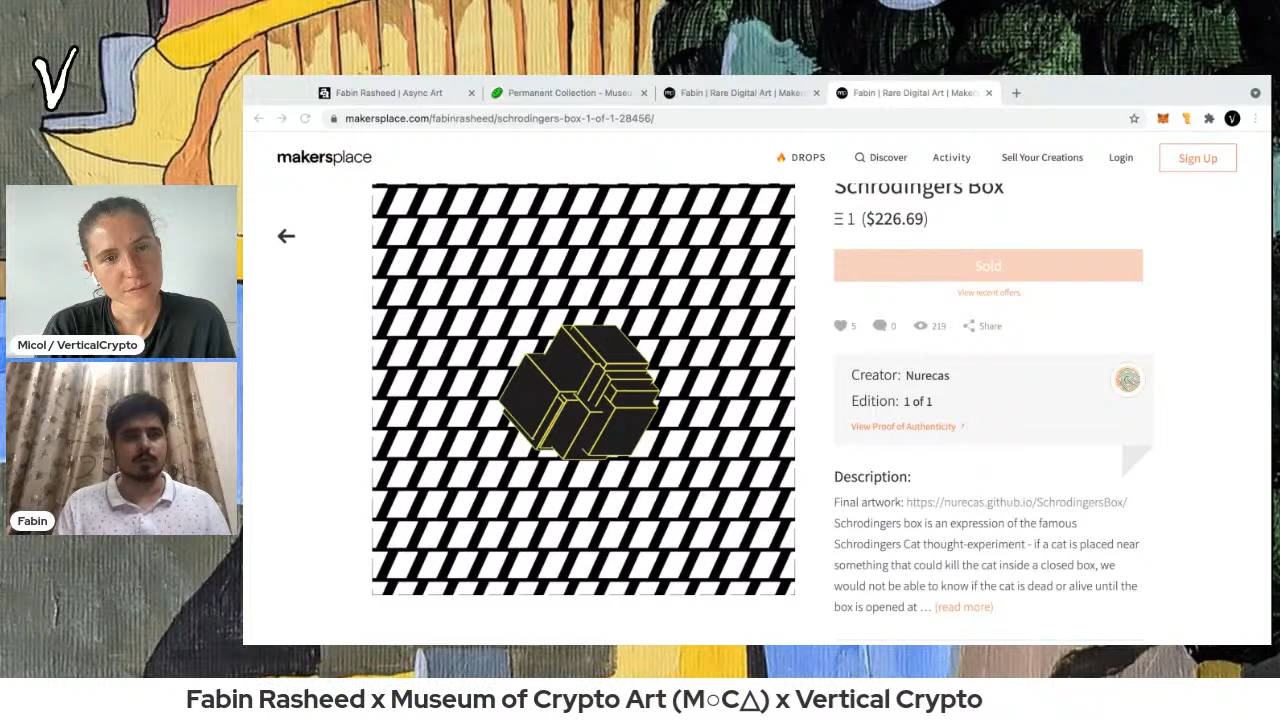 V
Fabin Rasheed | Async Art
Permanent Collection - Museu
Fabin | Rare Digital Art | Makers
Fabin | Rare Digital Art | Makers
makersplace.com/fabinrasheed/schrodingers-box-1-of-1-28456/
V
makersplace
DROPS
Discover
Activity
Sell Your Creations
Login
Sign Up
Schrodingers Box
Ξ 1 ($226.69)
Sold
View recent offers.
5
0
219
Share
Creator: Nurecas
Edition: 1 of 1
View Proof of Authenticity
Description:
Final artwork: https://nurecas.github.io/SchrodingersBox/
Schrodingers box is an expression of the famous
Schrodingers Cat thought-experiment - if a cat is placed near
something that could kill the cat inside a closed box, we
would not be able to know if the cat is dead or alive until the
box is opened at … (read more)
Micol / VerticalCrypto
Fabin
Fabin Rasheed x Museum of Crypto Art (M○C△) x Vertical Crypto